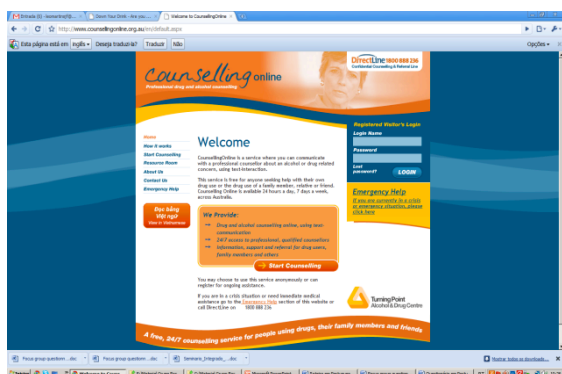 Down Your Drink - Are you ...
Welcome to CounsellingOnline
http://www.counsellingonline.org.au/en/default.aspx
Esta página está em Inglês Deseja traduzi-la? Traduzir Não
Opções
Counselling online
Professional drug and alcohol counselling
DirectLine 1800 888 236
Confidential Counselling & Referral Line
Home
How it works
Start Counselling
Resource Room
About Us
Contact Us
Emergency Help
Đọc bằng
Việt ngữ
View in Vietnamese
Welcome
CounsellingOnline is a service where you can communicate
with a professional counsellor about an alcohol or drug related
concern, using text-interaction.
This service is free for anyone seeking help with their own
drug use or the drug use of a family member, relative or friend.
Counselling Online is available 24 hours a day, 7 days a week,
across Australia.
We Provide:
Drug and alcohol counselling online, using
communication
24/7 access to professional, qualified counsellors
Information, support and referral for drug users,
family members and others
Start Counselling
You may choose to use this service anonymously or can
register for ongoing assistance.
If you are in a crisis situation or need immediate medical
assistance go to the Emergency Help section of this website or
call DirectLine on 1800 888 236
Registered Visitor's Login
Login Name
Password
Lost
password?
LOGIN
Emergency Help
If you are currently in a crisis
or emergency situation, please
click here
Turning Point
Alcohol & Drug Centre
A free, 24/7 counselling service for people using drugs, their family members and friends
Focus group questions ...doc
Focus group questions ...doc
Seminario_Integrado_...doc
Mostrar todos os downloads...